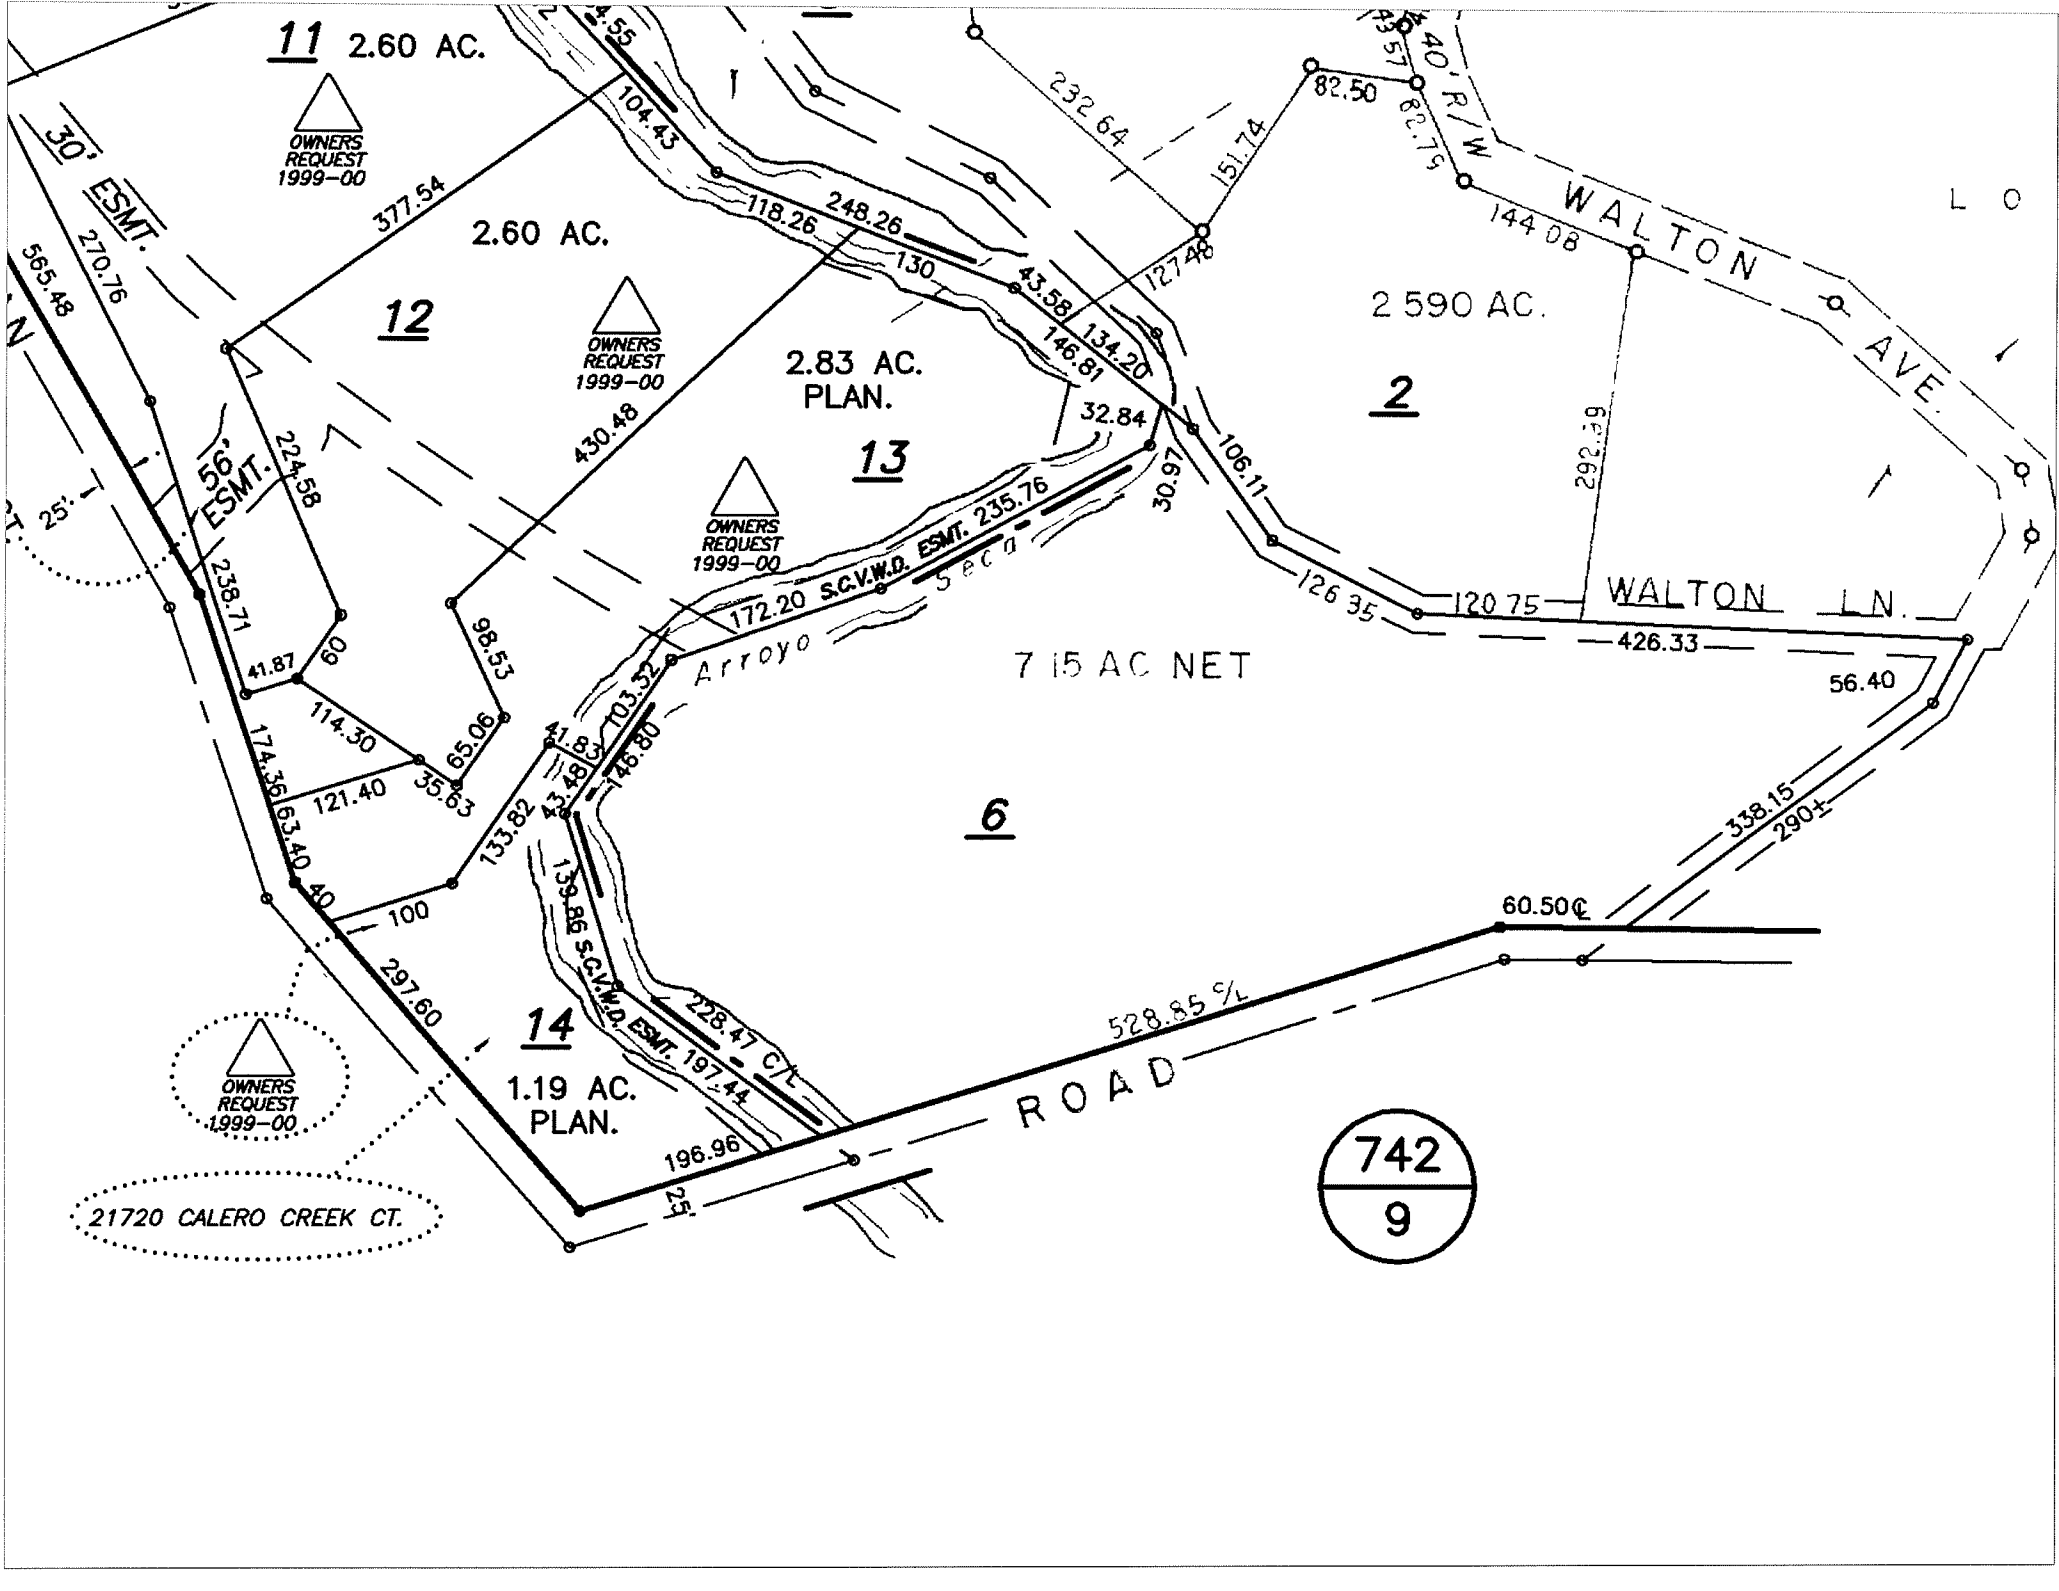 11 2.60 AC.
OWNERS
REQUEST
1999-00
30' ESMT.
565.48
270.76
377.54
104.43
2.60 AC.
12
OWNERS
REQUEST
1999-00
118.26
248.26
130
43.58
146.81
134.20
127.48
232.64
151.74
82.50
82.79
40' R/W
144.08
WALTON AVE.
L O
2.590 AC.
2
292.39
2.83 AC.
PLAN.
13
OWNERS
REQUEST
1999-00
430.48
32.84
30.97
106.11
126.35
120.75
WALTON LN.
426.33
56.40
338.15
290±
60.50 ℄
25'
56'
ESMT.
224.58
238.71
41.87
60
114.30
98.53
65.06
35.63
121.40
174.36
63.40
40
100
133.82
41.83
43.48
103.32
146.80
172.20 S.C.V.W.D. ESMT. 235.76
Arroyo Seco
7.15 AC NET
6
139.86 S.C.V.W.D. ESMT. 197.44
228.47 C/L
297.60
14
1.19 AC.
PLAN.
196.96
25'
528.85 C/L
ROAD
OWNERS
REQUEST
1999-00
21720 CALERO CREEK CT.
742
9